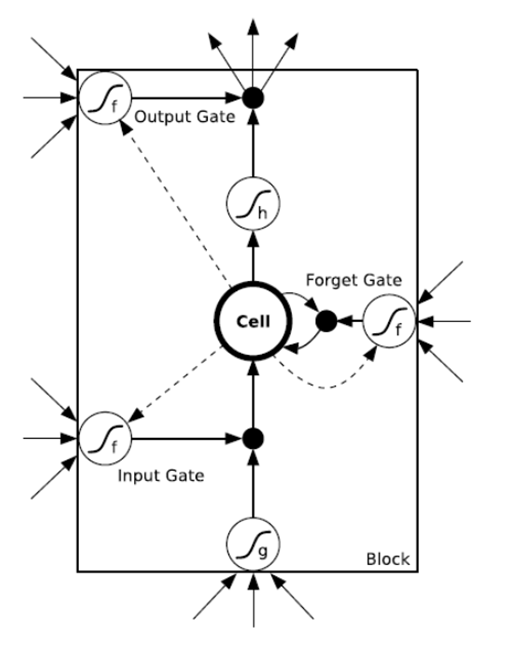 f
Output Gate
h
Forget Gate
Cell
f
f
Input Gate
g
Block